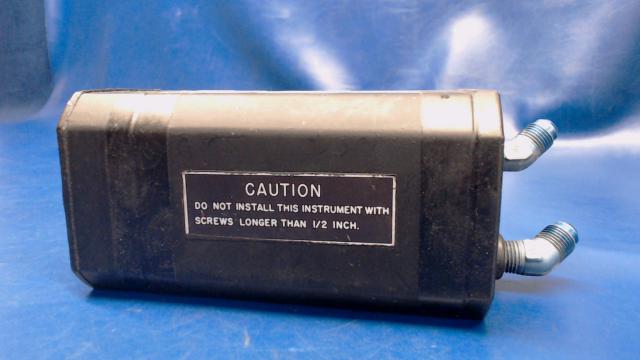 CAUTION
DO NOT INSTALL THIS INSTRUMENT WITH
SCREWS LONGER THAN 1/2 INCH.